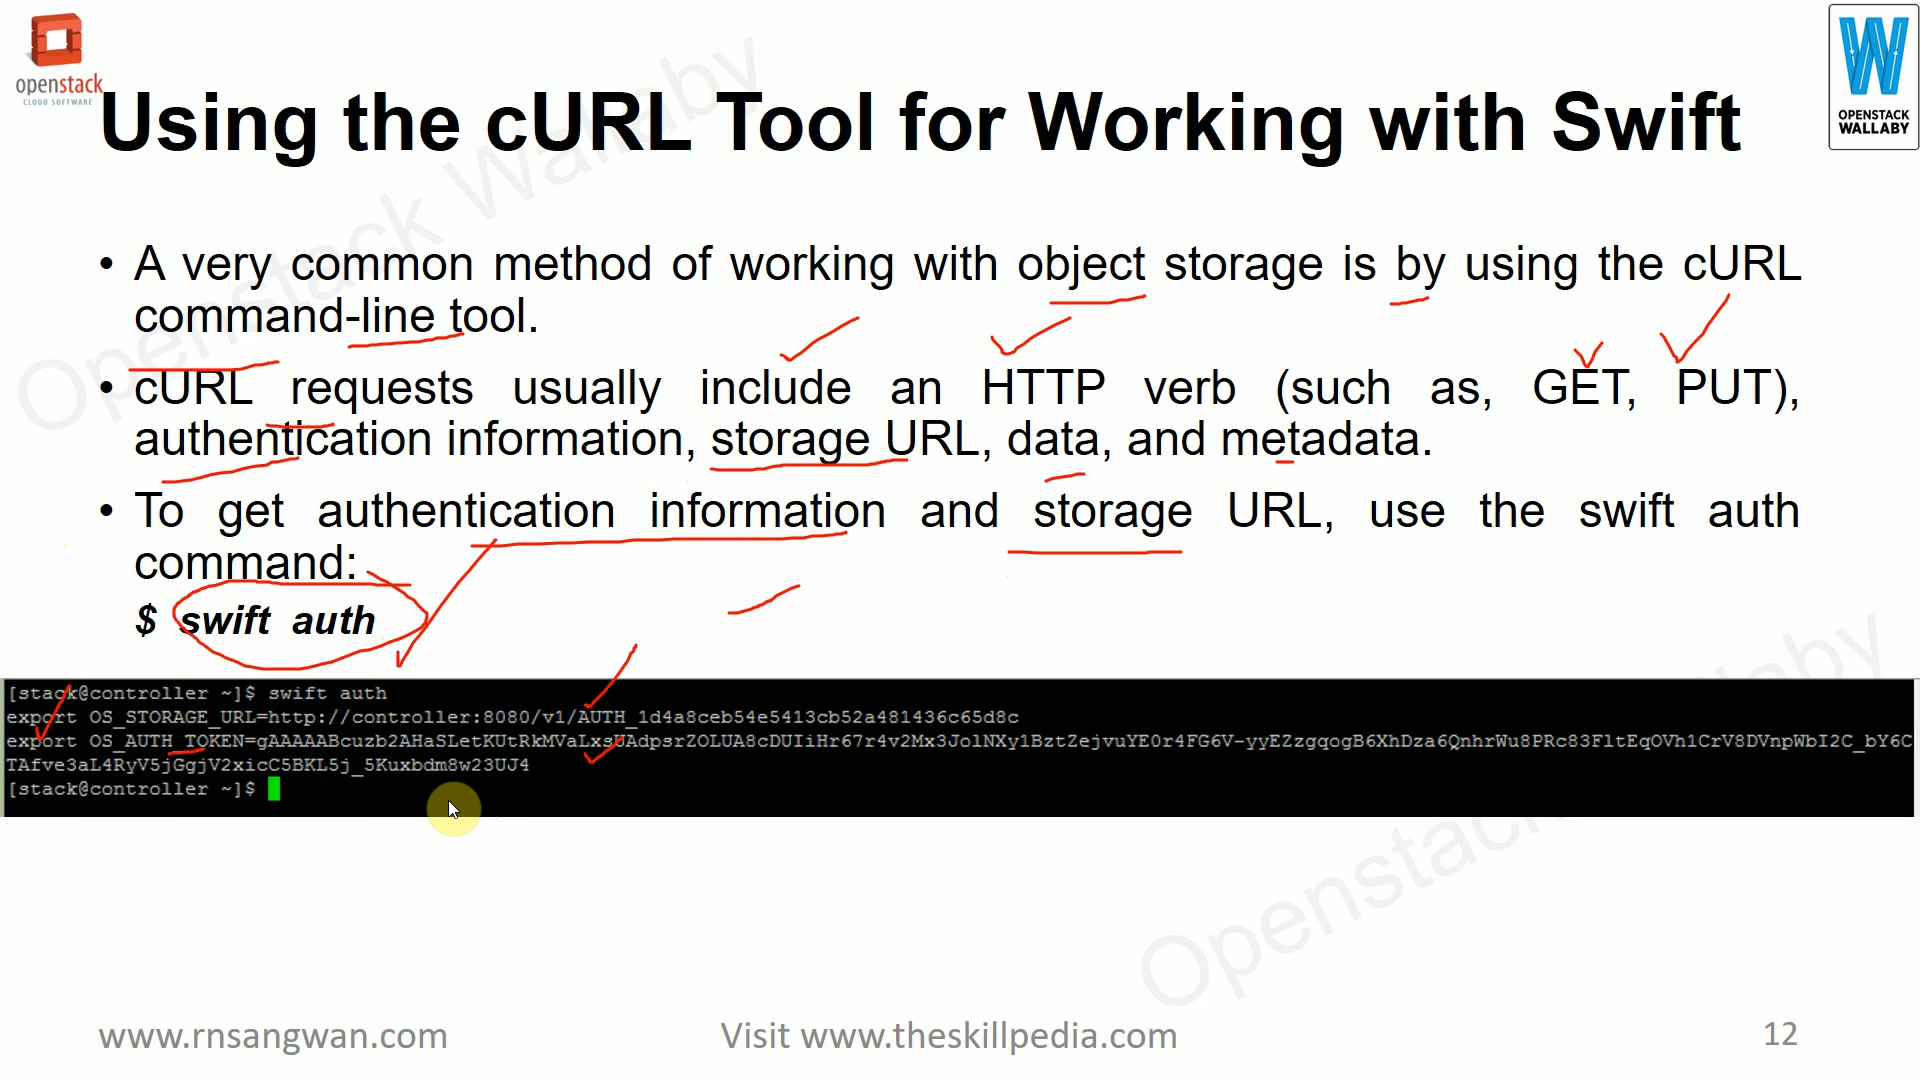 openstack
CLOUD SOFTWARE
OPENSTACK
WALLABY
Using the cURL Tool for Working with Swift
• A very common method of working with object storage is by using the cURL
command-line tool.
• cURL requests usually include an HTTP verb (such as, GET, PUT),
authentication information, storage URL, data, and metadata.
• To get authentication information and storage URL, use the swift auth
command:
$ swift auth
[stack@controller ~]$ swift auth
export OS_STORAGE_URL=http://controller:8080/v1/AUTH_1d4a8ceb54e5413cb52a481436c65d8c
export OS_AUTH_TOKEN=gAAAAABcuzb2AHaSLetKUtRkMVaLxsUAdpsrZOLUA8cDUIiHr67r4v2Mx3JolNXy1BztZejvuYE0r4FG6V-yyEZzgqogB6XhDza6QnhrWu8PRc83FltEqOVh1CrV8DVnpWbI2C_bY6C
TAfve3aL4RyV5jGgjV2xicC5BKL5j_5Kuxbdm8w23UJ4
[stack@controller ~]$
Openstack Wallaby
Openstack Wallaby
www.rnsangwan.com
Visit www.theskillpedia.com
12